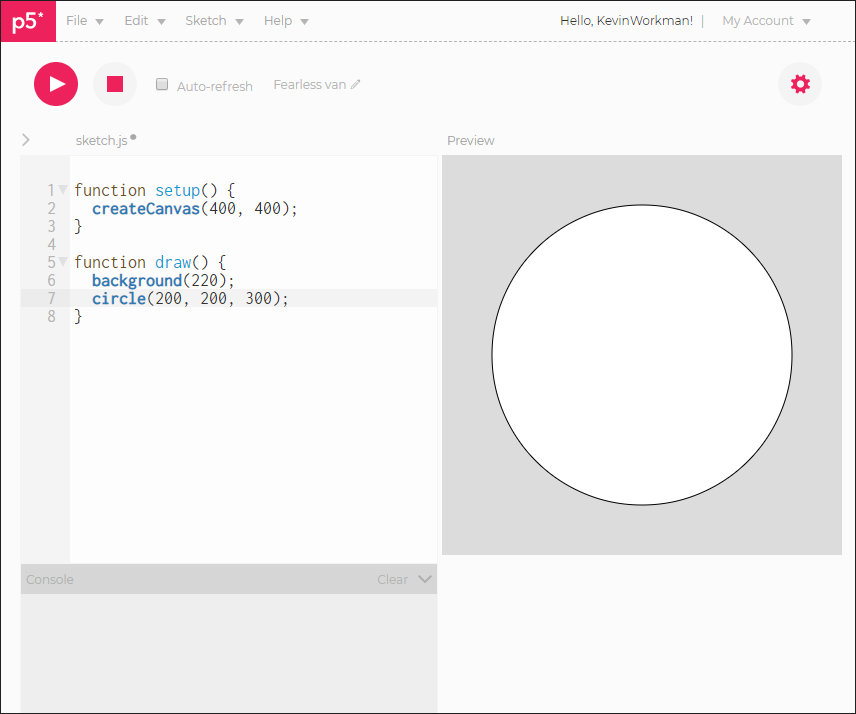 p5* File Edit Sketch Help Hello, KevinWorkman! | My Account
Auto-refresh Fearless van
sketch.js Preview
1 function setup() {
2   createCanvas(400, 400);
3 }
4
5 function draw() {
6   background(220);
7   circle(200, 200, 300);
8 }
Console Clear